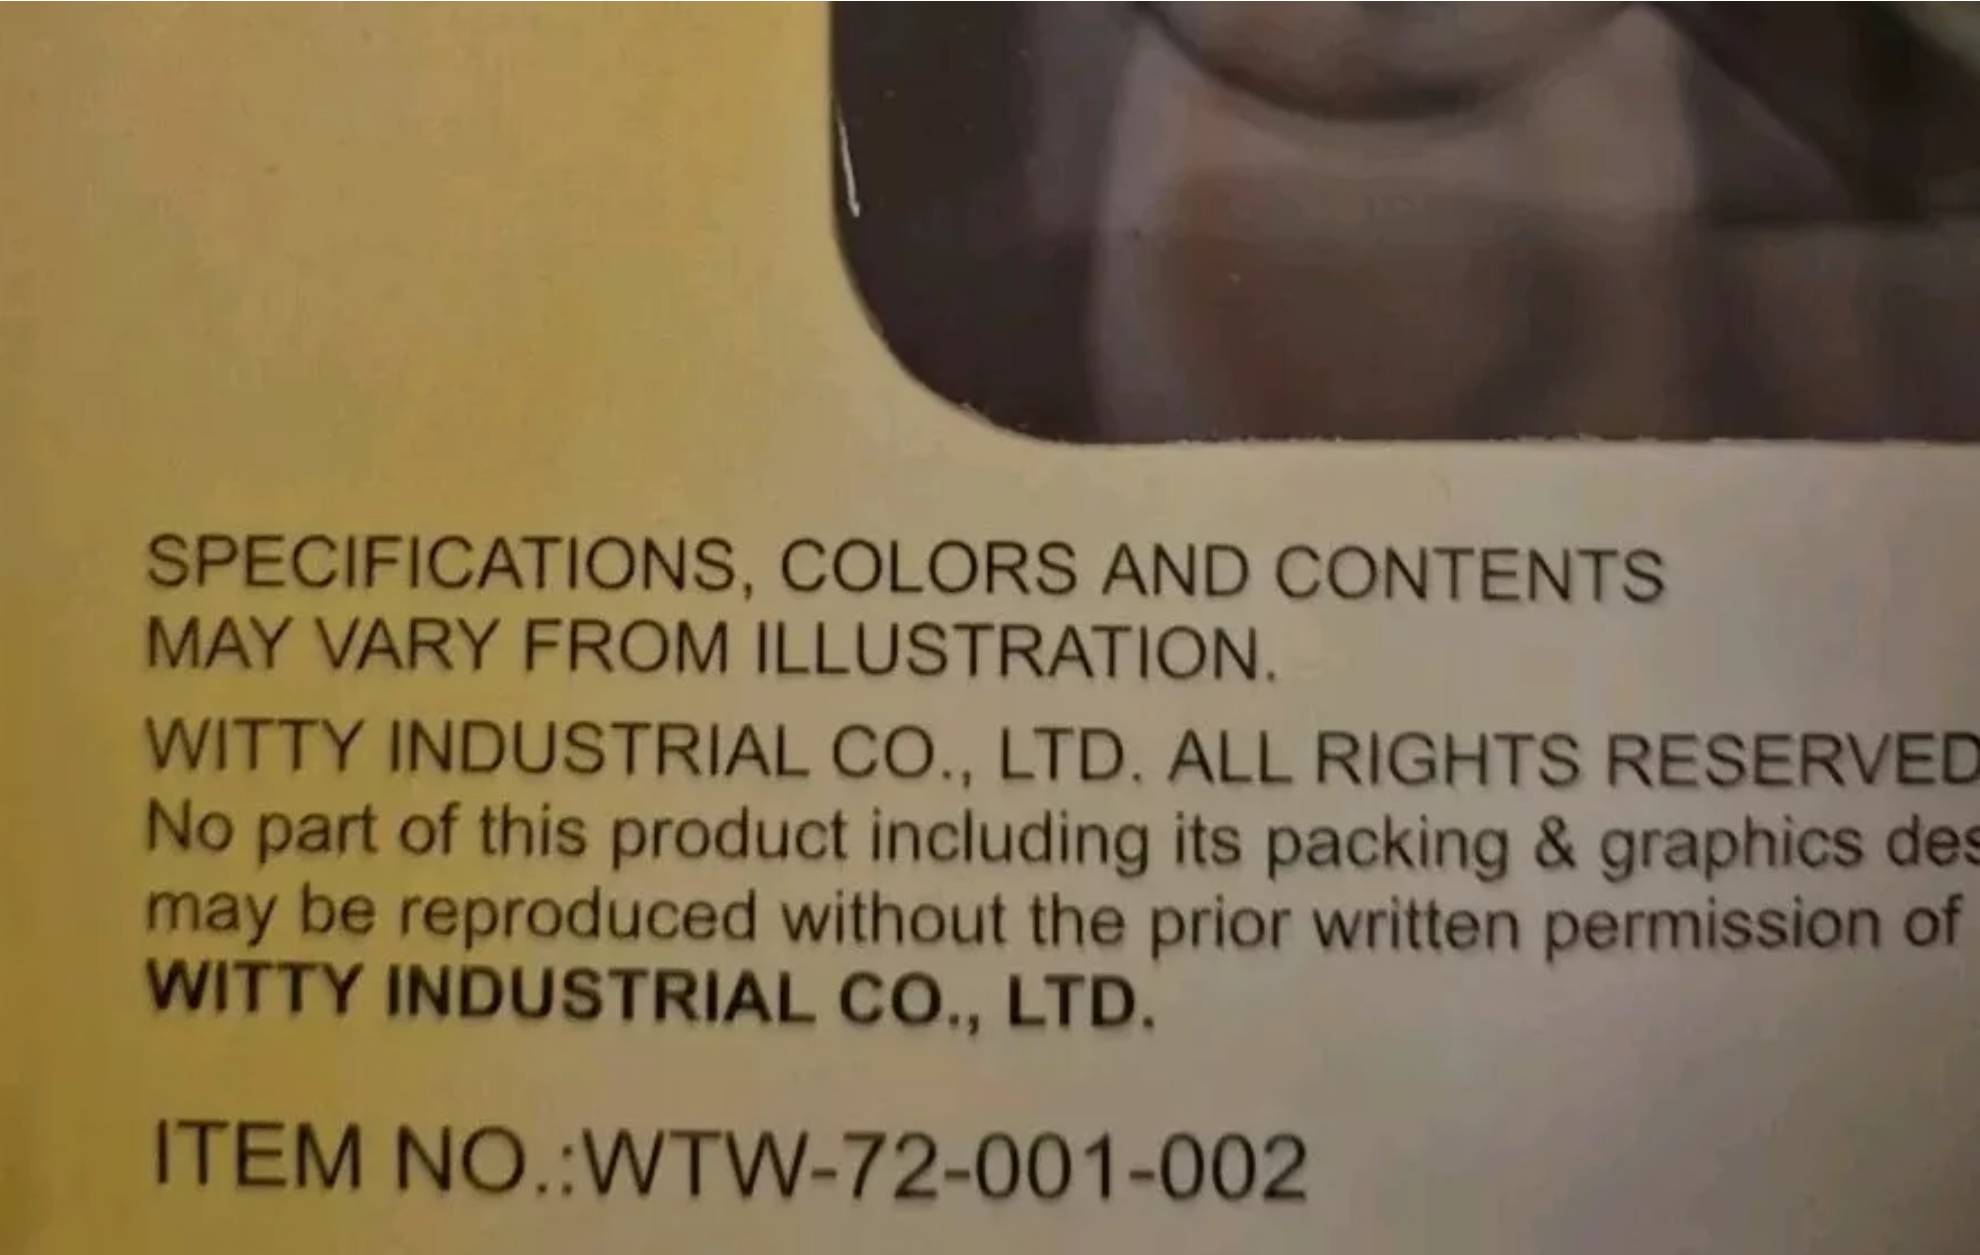 SPECIFICATIONS, COLORS AND CONTENTS
MAY VARY FROM ILLUSTRATION.
WITTY INDUSTRIAL CO., LTD. ALL RIGHTS RESERVED
No part of this product including its packing & graphics des
may be reproduced without the prior written permission of
WITTY INDUSTRIAL CO., LTD.
ITEM NO.:WTW-72-001-002